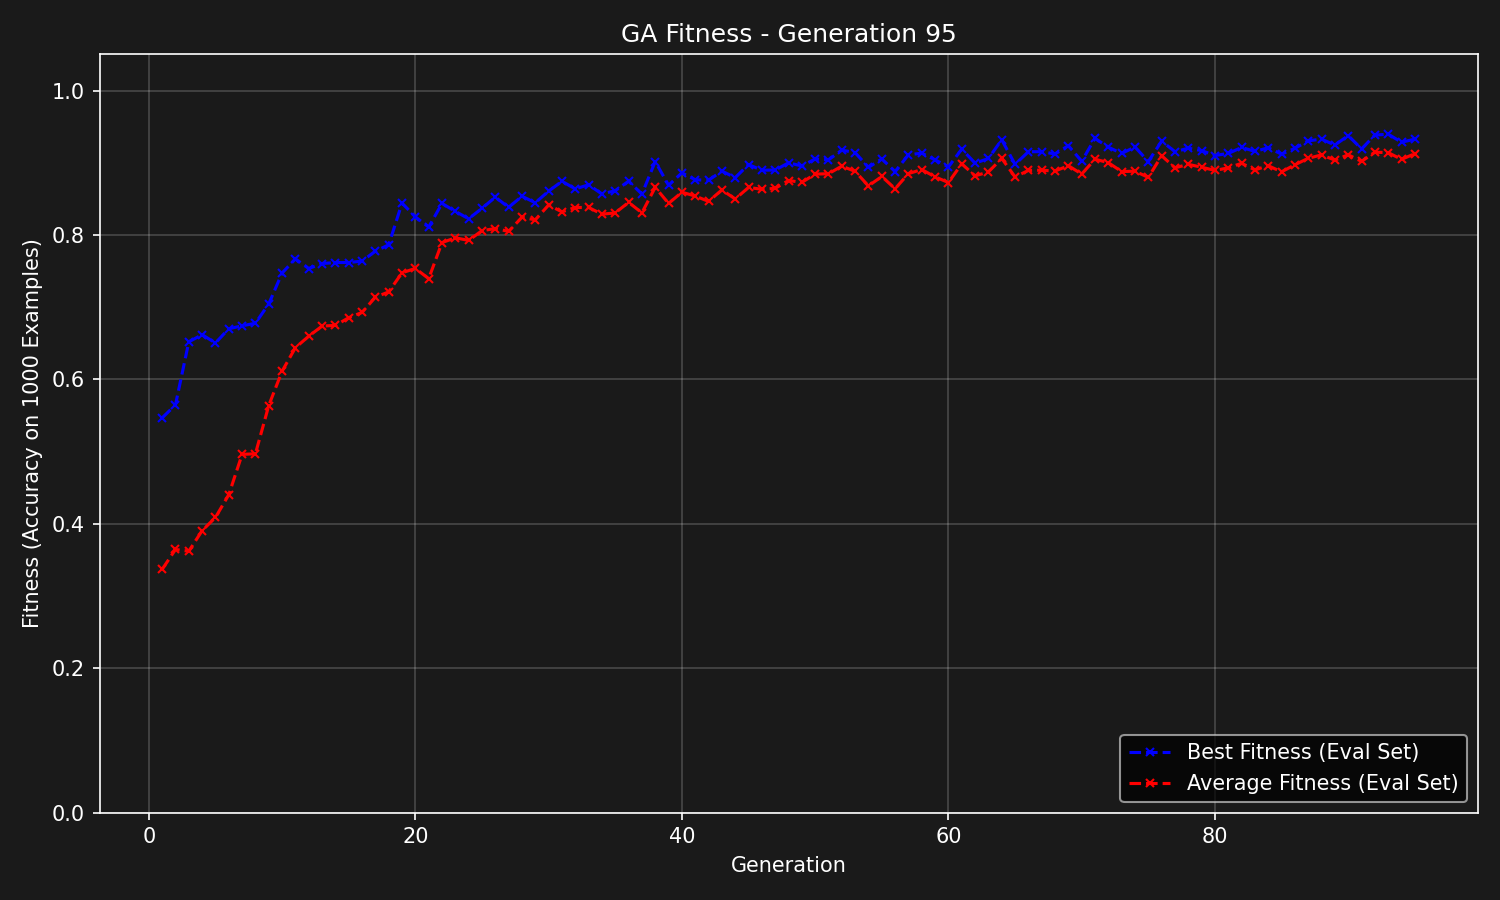 GA Fitness - Generation 95
Fitness (Accuracy on 1000 Examples)
1.0
0.8
0.6
0.4
0.2
0.0
0
20
40
60
80
Generation
Best Fitness (Eval Set)
Average Fitness (Eval Set)